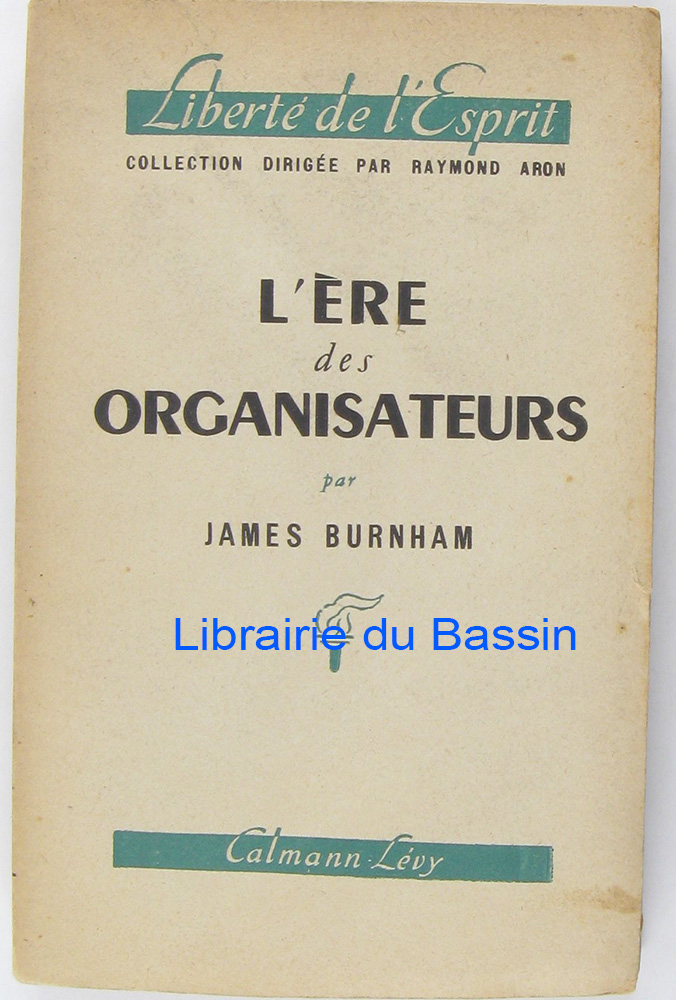 Liberté de l'Esprit
COLLECTION DIRIGÉE PAR RAYMOND ARON
L'ÈRE
des
ORGANISATEURS
par
JAMES BURNHAM
Librairie du Bassin
Calmann-Lévy